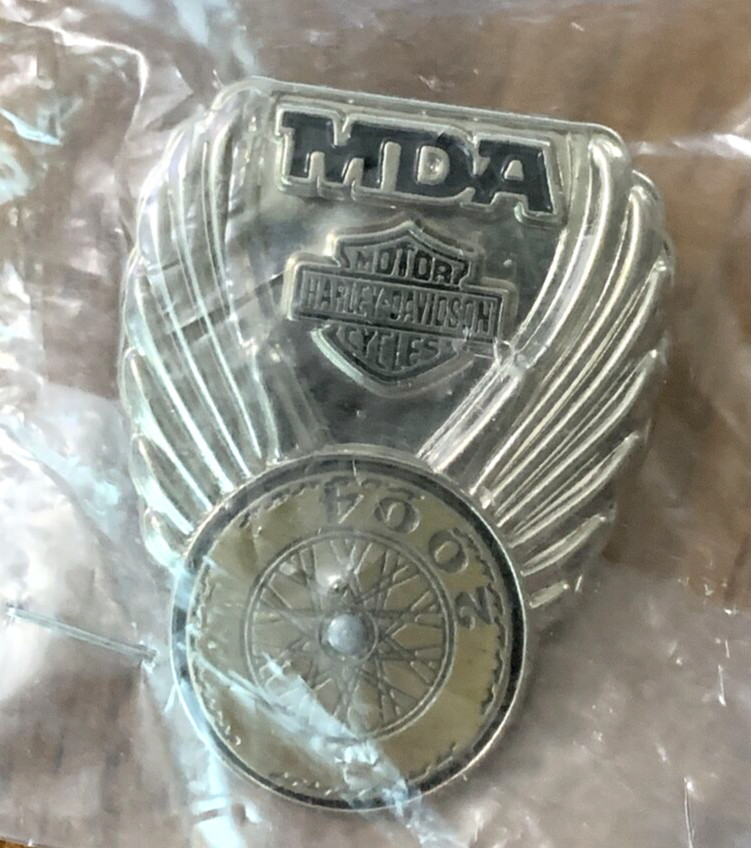 MDA
MOTOR
HARLEY-DAVIDSON
CYCLES
2004